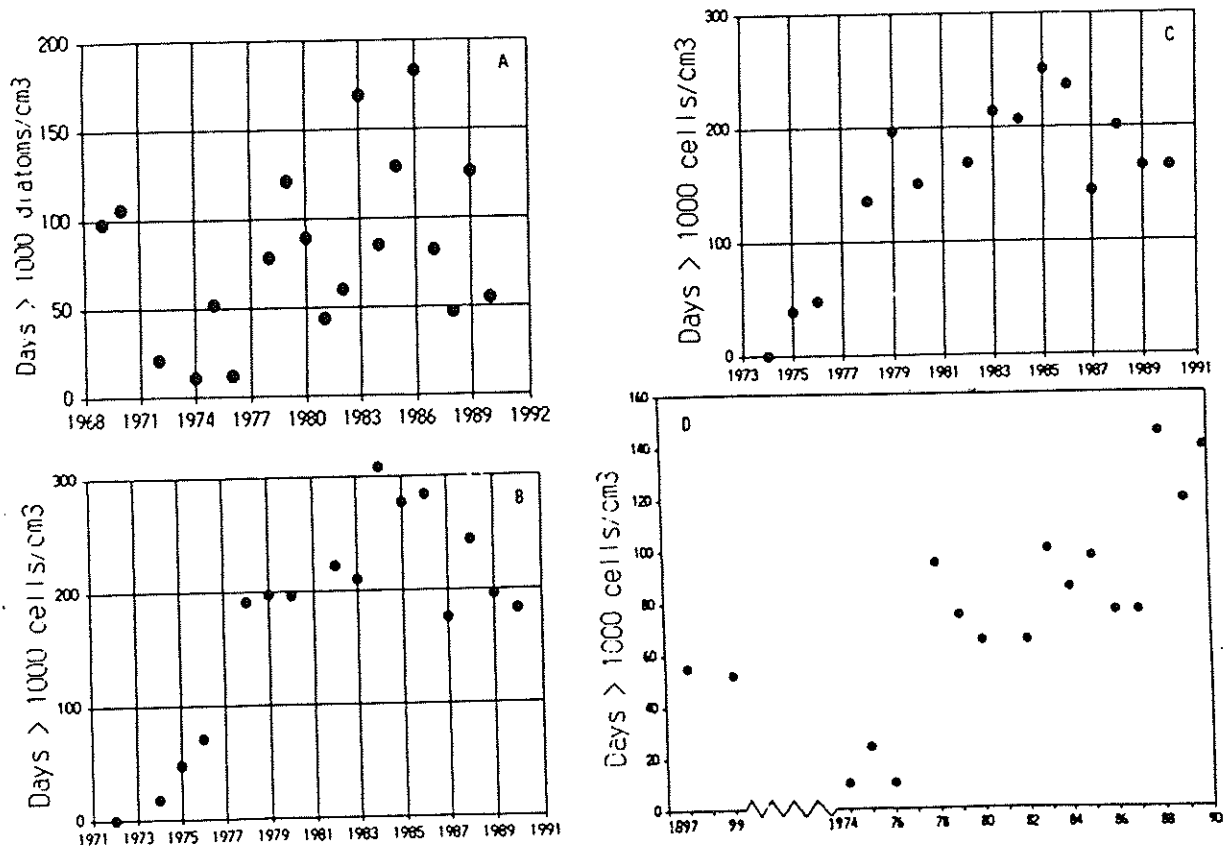 A
Days > 1000 diatoms/cm3
200
150
100
50
0
1968 1971 1974 1977 1980 1983 1986 1989 1992
B
Days > 1000 cells/cm3
300
200
100
0
1971 1973 1975 1977 1979 1981 1983 1985 1987 1989 1991
C
Days > 1000 cells/cm3
300
200
100
0
1973 1975 1977 1979 1981 1983 1985 1987 1989 1991
D
Days > 1000 cells/cm3
160
140
120
100
80
60
40
20
0
1897 99 1974 76 78 80 82 84 86 88 90